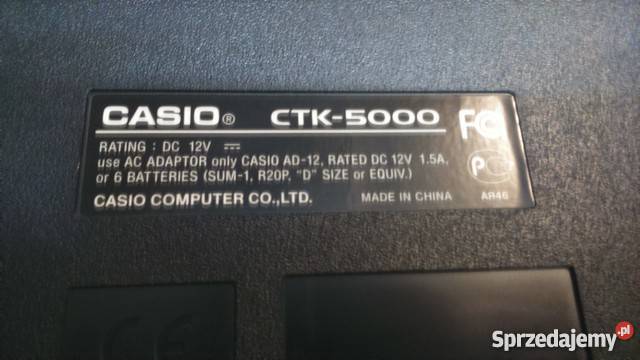 CASIO® CTK-5000 FC
RATING : DC 12V ⎓
use AC ADAPTOR only CASIO AD-12, RATED DC 12V 1.5A,
or 6 BATTERIES (SUM-1, R20P, "D" SIZE or EQUIV.)
CASIO COMPUTER CO.,LTD. MADE IN CHINA AR46
Sprzedajemy.pl